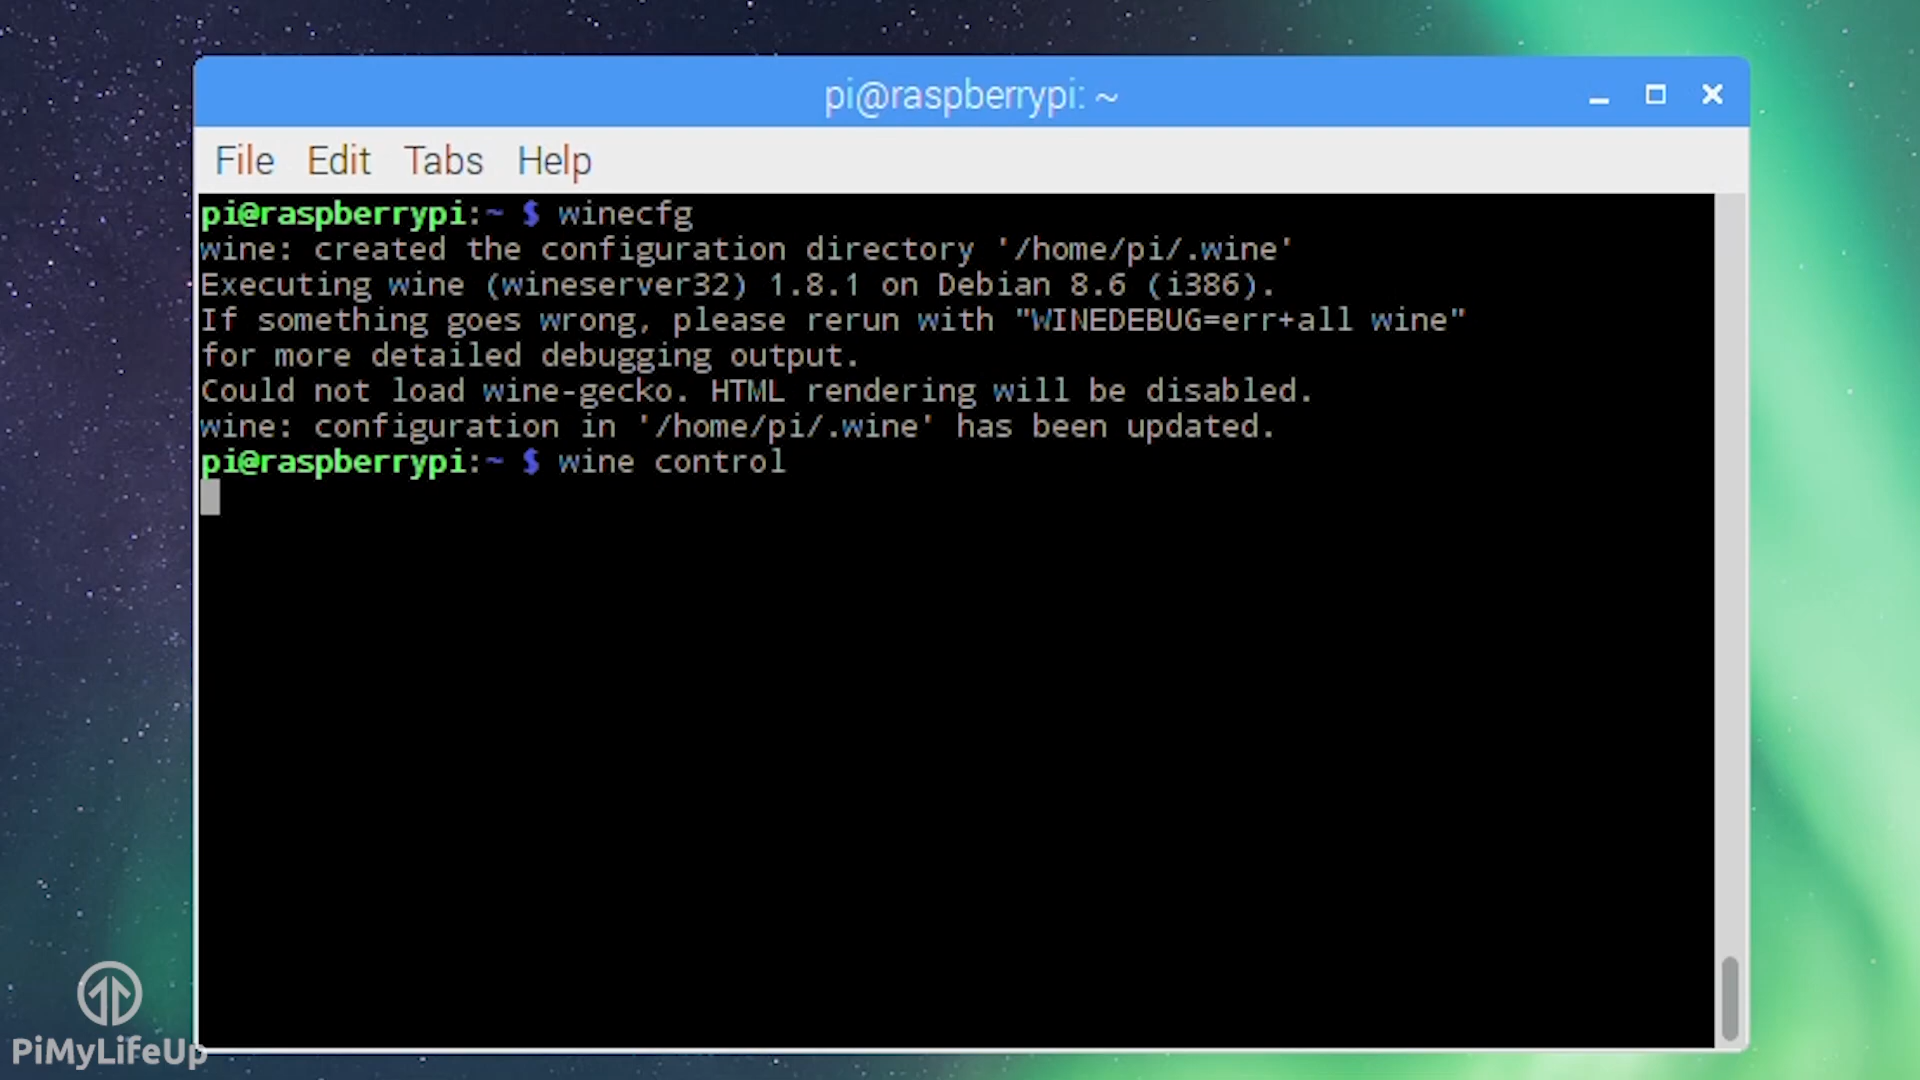 pi@raspberrypi: ~
File Edit Tabs Help
pi@raspberrypi:~ $ winecfg
wine: created the configuration directory '/home/pi/.wine'
Executing wine (wineserver32) 1.8.1 on Debian 8.6 (i386).
If something goes wrong, please rerun with "WINEDEBUG=err+all wine"
for more detailed debugging output.
Could not load wine-gecko. HTML rendering will be disabled.
wine: configuration in '/home/pi/.wine' has been updated.
pi@raspberrypi:~ $ wine control
PiMyLifeUp